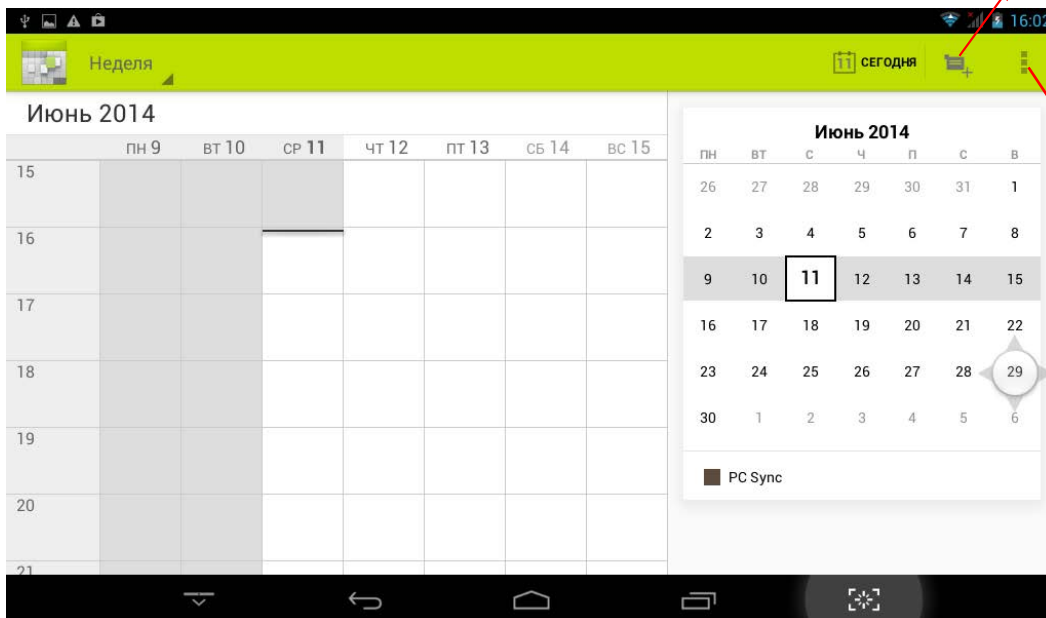 16:02
Неделя
11 СЕГОДНЯ
Июнь 2014
ПН 9 ВТ 10 СР 11 ЧТ 12 ПТ 13 СБ 14 ВС 15
15
16
17
18
19
20
21
Июнь 2014
ПН ВТ С Ч П С В
26 27 28 29 30 31 1
2 3 4 5 6 7 8
9 10 11 12 13 14 15
16 17 18 19 20 21 22
23 24 25 26 27 28 29
30 1 2 3 4 5 6
PC Sync